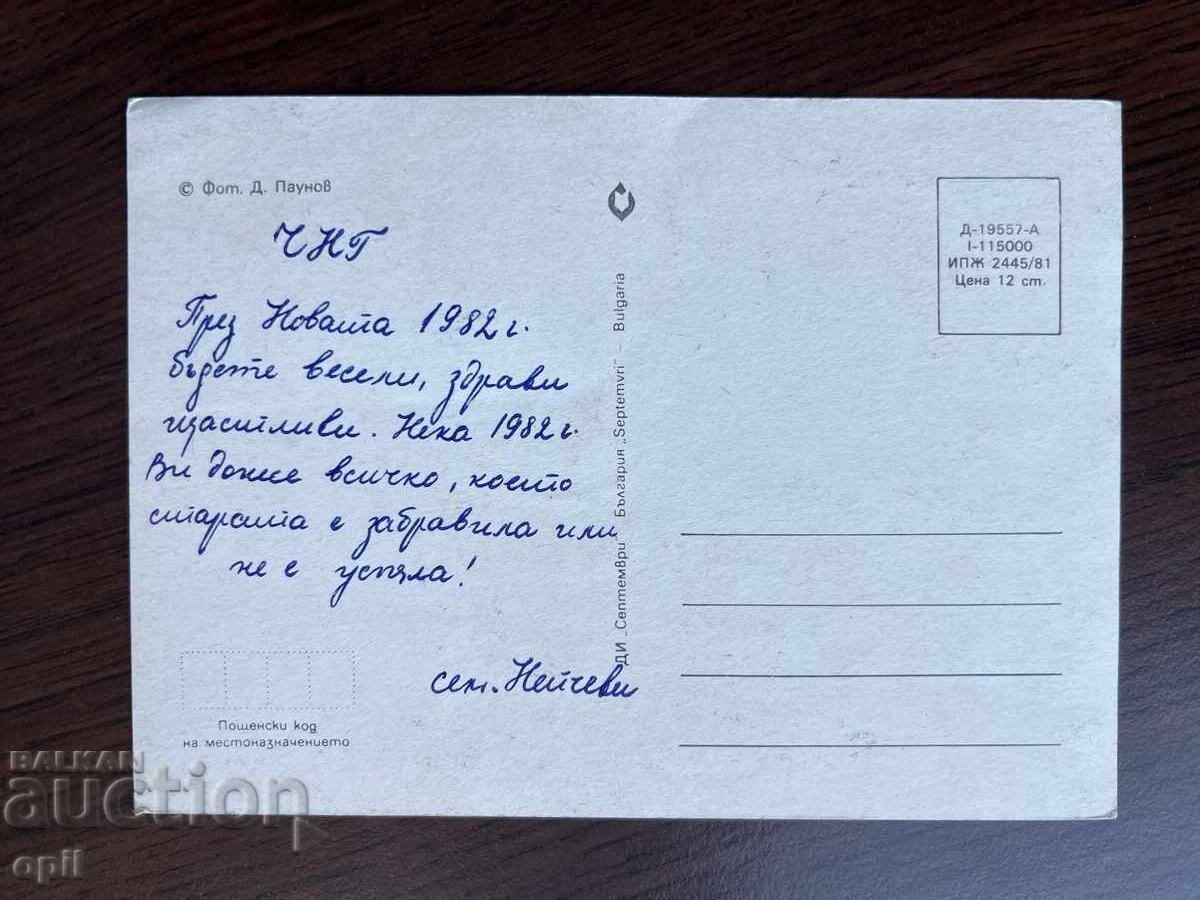 © Фот. Д. Паунов
ЧНГ
През Новата 1982 г.
бъдете весели, здрави
щастливи. Нека 1982 г.
Ви донесе всичко, което
старата е забравила или
не е успяла!
сем. Нейчеви
Пощенски код
на местоназначението
ДИ „Септември" – България „Septemvri" – Bulgaria
Д-19557-А
I-115000
ИПЖ 2445/81
Цена 12 ст.
BALKAN
auction
opil